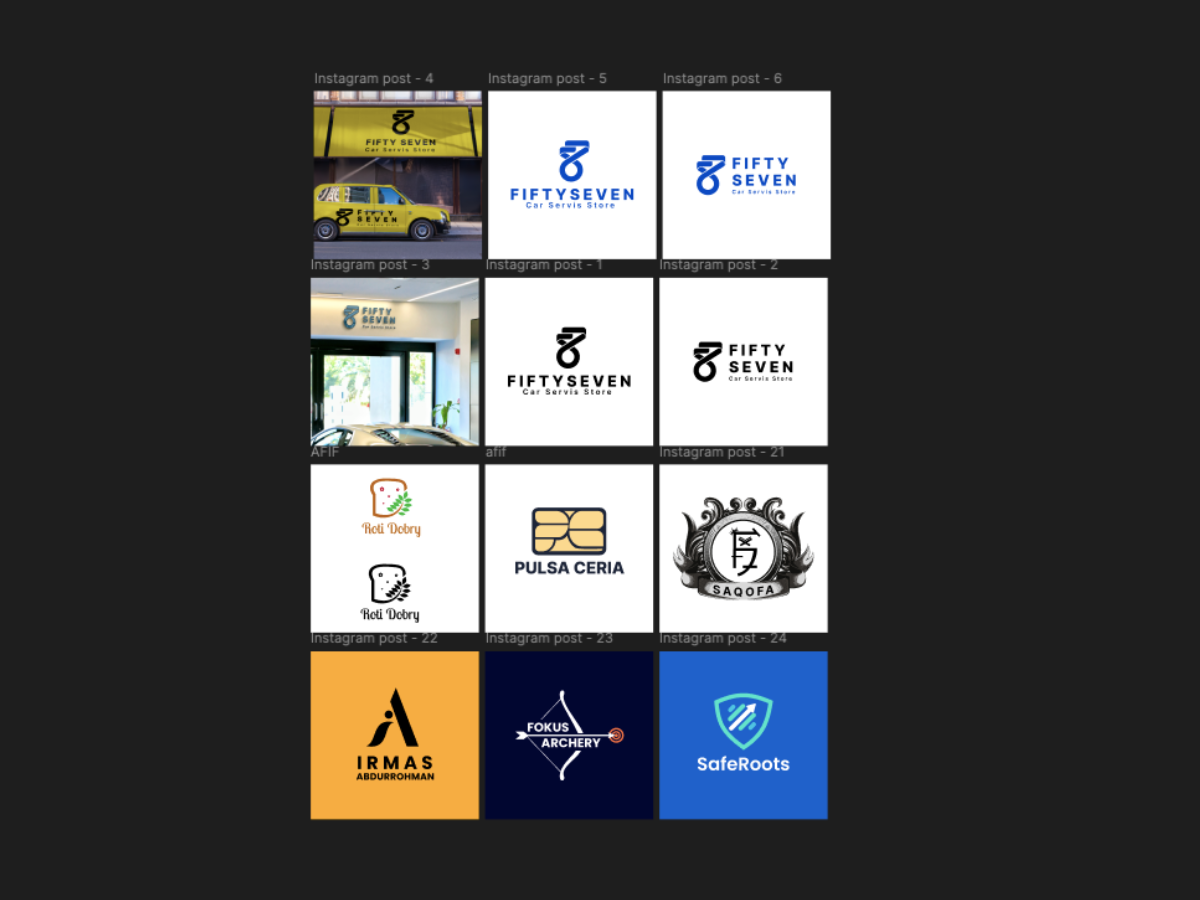 Instagram post - 4
Instagram post - 5
Instagram post - 6
FIFTY SEVEN
Car Servis Store
FIFTY
SEVEN
Car Servis Store
FIFTYSEVEN
Car Servis Store
FIFTY
SEVEN
Car Servis Store
Instagram post - 3
Instagram post - 1
Instagram post - 2
FIFTY
SEVEN
Car Servis Store
FIFTYSEVEN
Car Servis Store
FIFTY
SEVEN
Car Servis Store
AFIF
afif
Instagram post - 21
Roti Dobry
Roti Dobry
PULSA CERIA
SAQOFA
Instagram post - 22
Instagram post - 23
Instagram post - 24
IRMAS
ABDURROHMAN
FOKUS
ARCHERY
SafeRoots